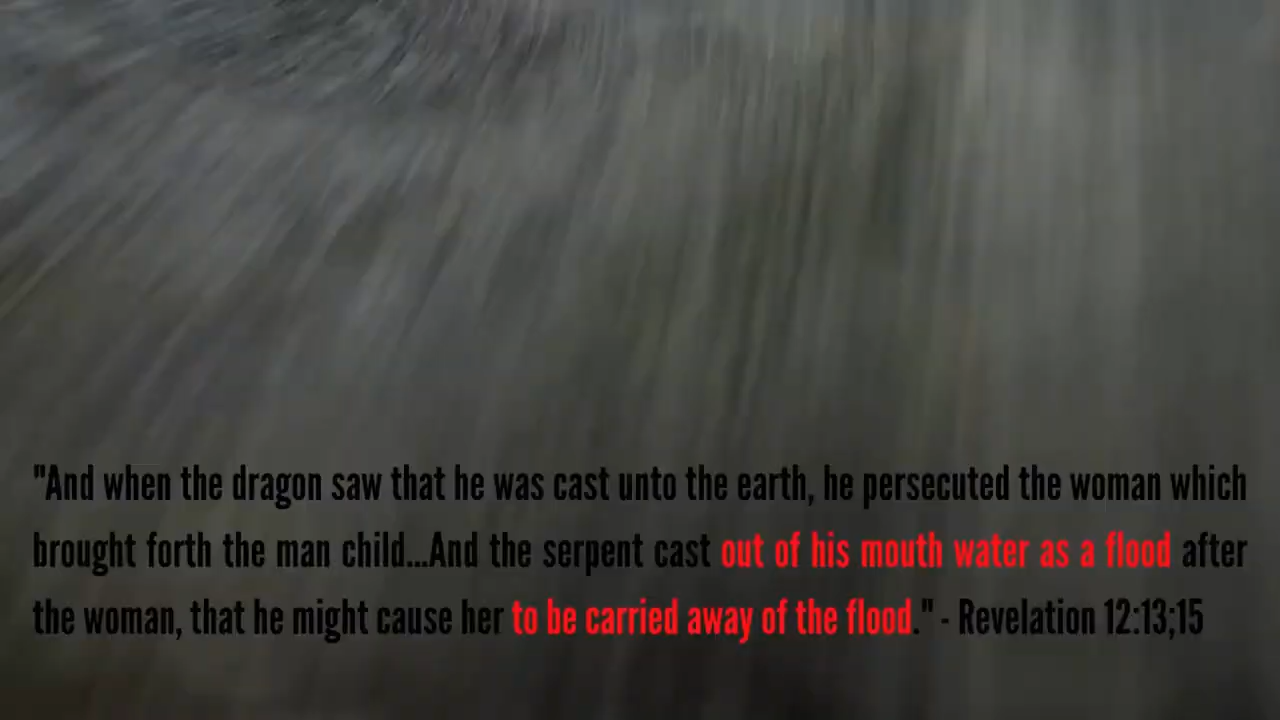 "And when the dragon saw that he was cast unto the earth, he persecuted the woman which
brought forth the man child...And the serpent cast out of his mouth water as a flood after
the woman, that he might cause her to be carried away of the flood." - Revelation 12:13;15